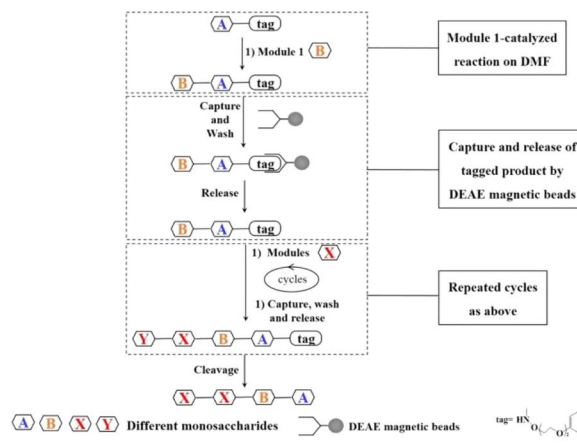 A tag
1) Module 1 B
B A tag
Module 1-catalyzed
reaction on DMF
Capture
and
Wash
B A tag
Release
B A tag
Capture and release of
tagged product by
DEAE magnetic beads
1) Modules X
cycles
1) Capture, wash
and release
Y X B A tag
Repeated cycles
as above
Cleavage
X X B A
A B X Y Different monosaccharides
DEAE magnetic beads
tag= HN
O O 2